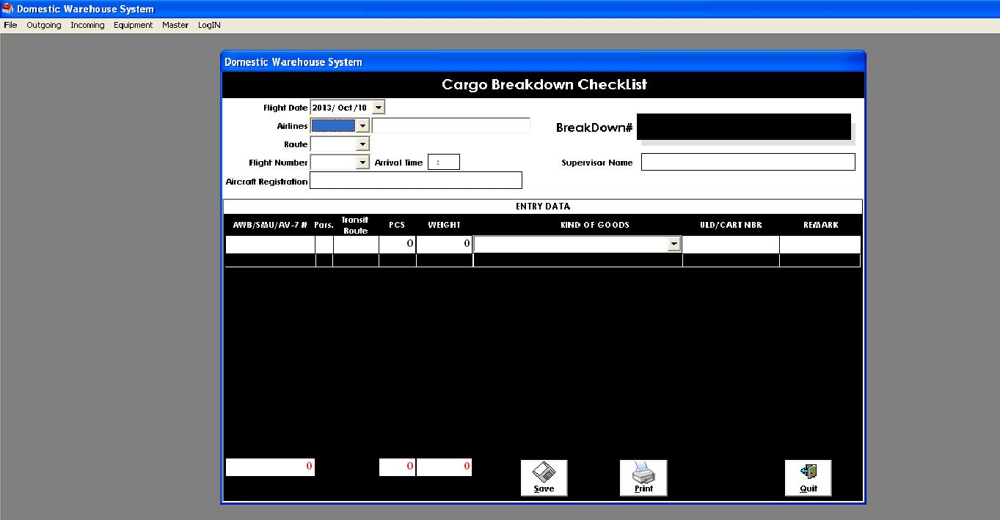 Domestic Warehouse System
File Outgoing Incoming Equipment Master LogIN
Domestic Warehouse System
Cargo Breakdown CheckList
Flight Date 2013/ Oct /10
Airlines
BreakDown#
Route
Flight Number Arrival Time :
Supervisor Name
Aircraft Registration
ENTRY DATA
AWB/SMU/AV-7 # Pars. Transit Route PCS WEIGHT KIND OF GOODS ULD/CART NBR REMARK
0 0
0 0 0
Save Print Quit